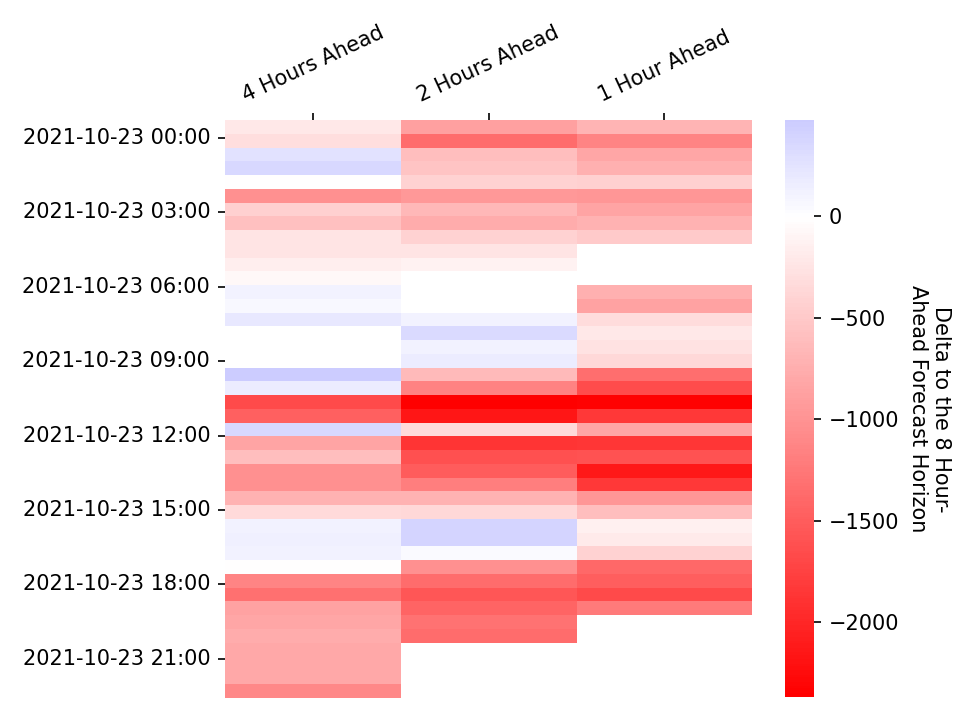 4 Hours Ahead
2 Hours Ahead
1 Hour Ahead
2021-10-23 00:00
2021-10-23 03:00
2021-10-23 06:00
2021-10-23 09:00
2021-10-23 12:00
2021-10-23 15:00
2021-10-23 18:00
2021-10-23 21:00
0
−500
−1000
−1500
−2000
Delta to the 8 Hour-
Ahead Forecast Horizon